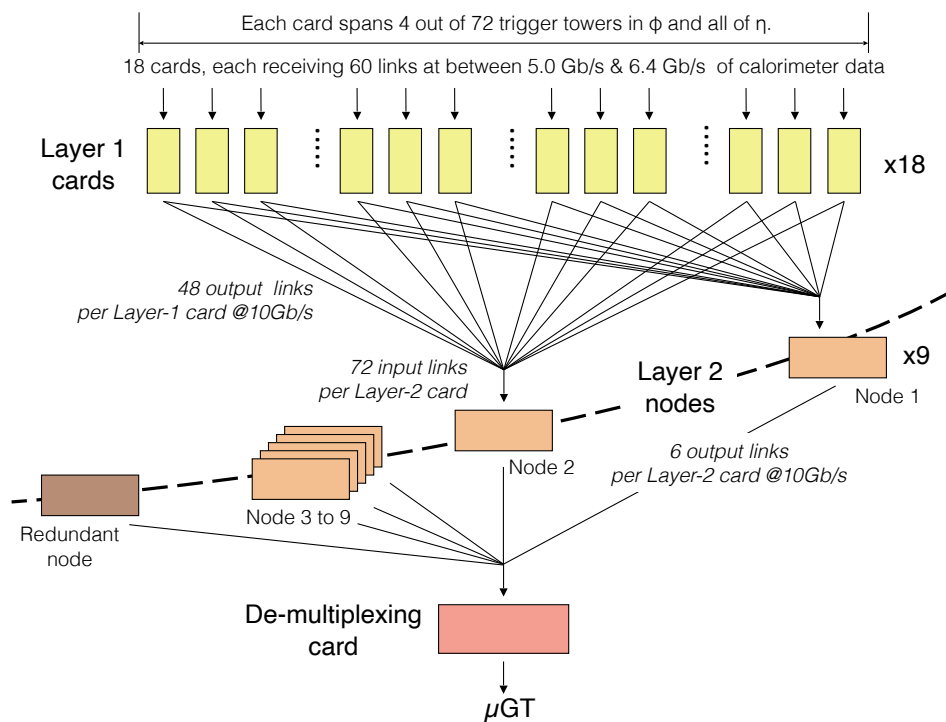 Each card spans 4 out of 72 trigger towers in ϕ and all of η.
18 cards, each receiving 60 links at between 5.0 Gb/s & 6.4 Gb/s of calorimeter data
Layer 1
cards
x18
48 output links
per Layer-1 card @10Gb/s
72 input links
per Layer-2 card
Layer 2
nodes
x9
Node 1
Node 2
6 output links
per Layer-2 card @10Gb/s
Node 3 to 9
Redundant
node
De-multiplexing
card
µGT